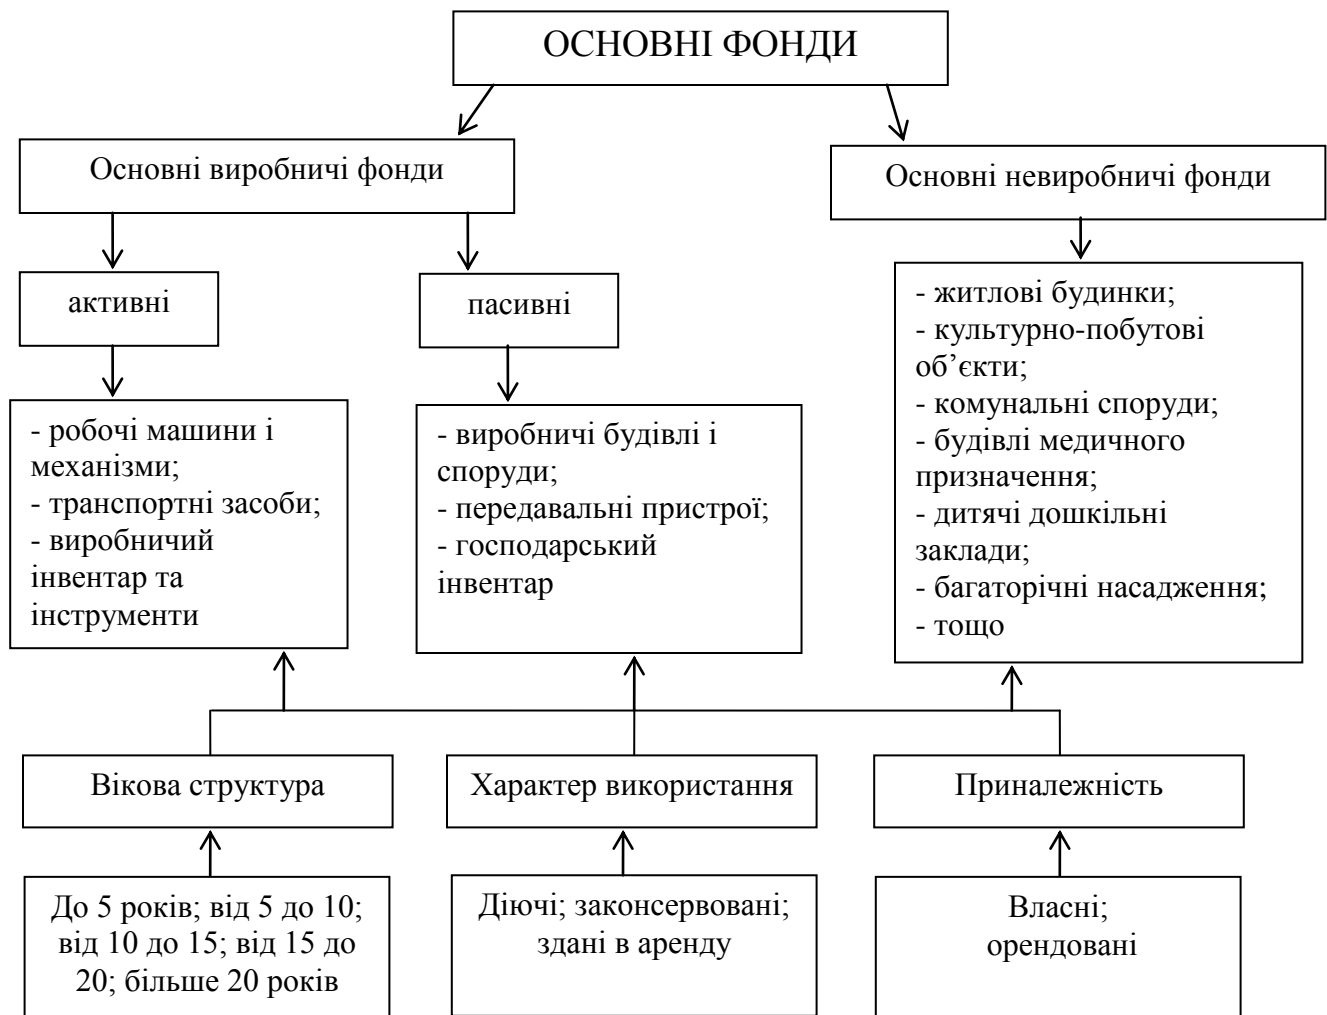 ОСНОВНІ ФОНДИ
Основні виробничі фонди
Основні невиробничі фонди
активні
пасивні
- робочі машини і
механізми;
- транспортні засоби;
- виробничий
інвентар та
інструменти
- виробничі будівлі і
споруди;
- передавальні пристрої;
- господарський
інвентар
- житлові будинки;
- культурно-побутові
об’єкти;
- комунальні споруди;
- будівлі медичного
призначення;
- дитячі дошкільні
заклади;
- багаторічні насадження;
- тощо
Вікова структура
Характер використання
Приналежність
До 5 років; від 5 до 10;
від 10 до 15; від 15 до
20; більше 20 років
Діючі; законсервовані;
здані в аренду
Власні;
орендовані